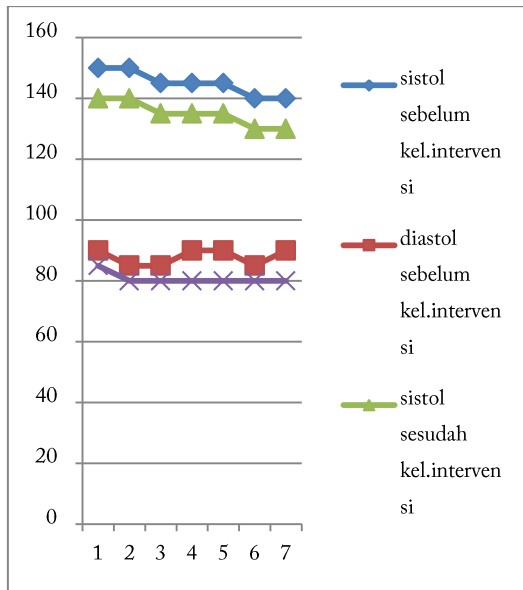 160
140
120
100
80
60
40
20
0
1 2 3 4 5 6 7
sistol
sebelum
kel.interven
si
diastol
sebelum
kel.interven
si
sistol
sesudah
kel.interven
si